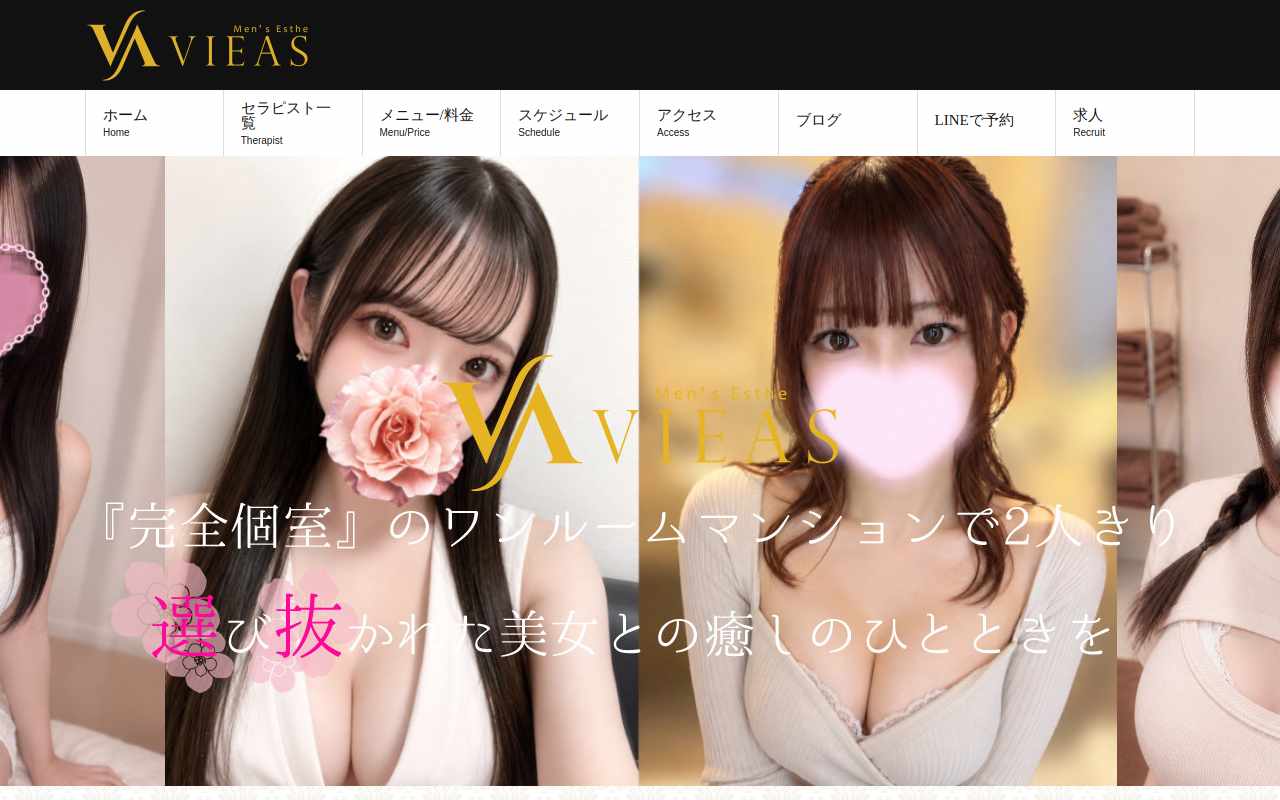 Men's Esthe
VIEAS
ホーム
Home
セラピスト一
覧
Therapist
メニュー/料金
Menu/Price
スケジュール
Schedule
アクセス
Access
ブログ
LINEで予約
求人
Recruit
Men's Esthe
VIEAS
『完全個室』のワンルームマンションで2人きり
選び抜かれた美女との癒しのひとときを